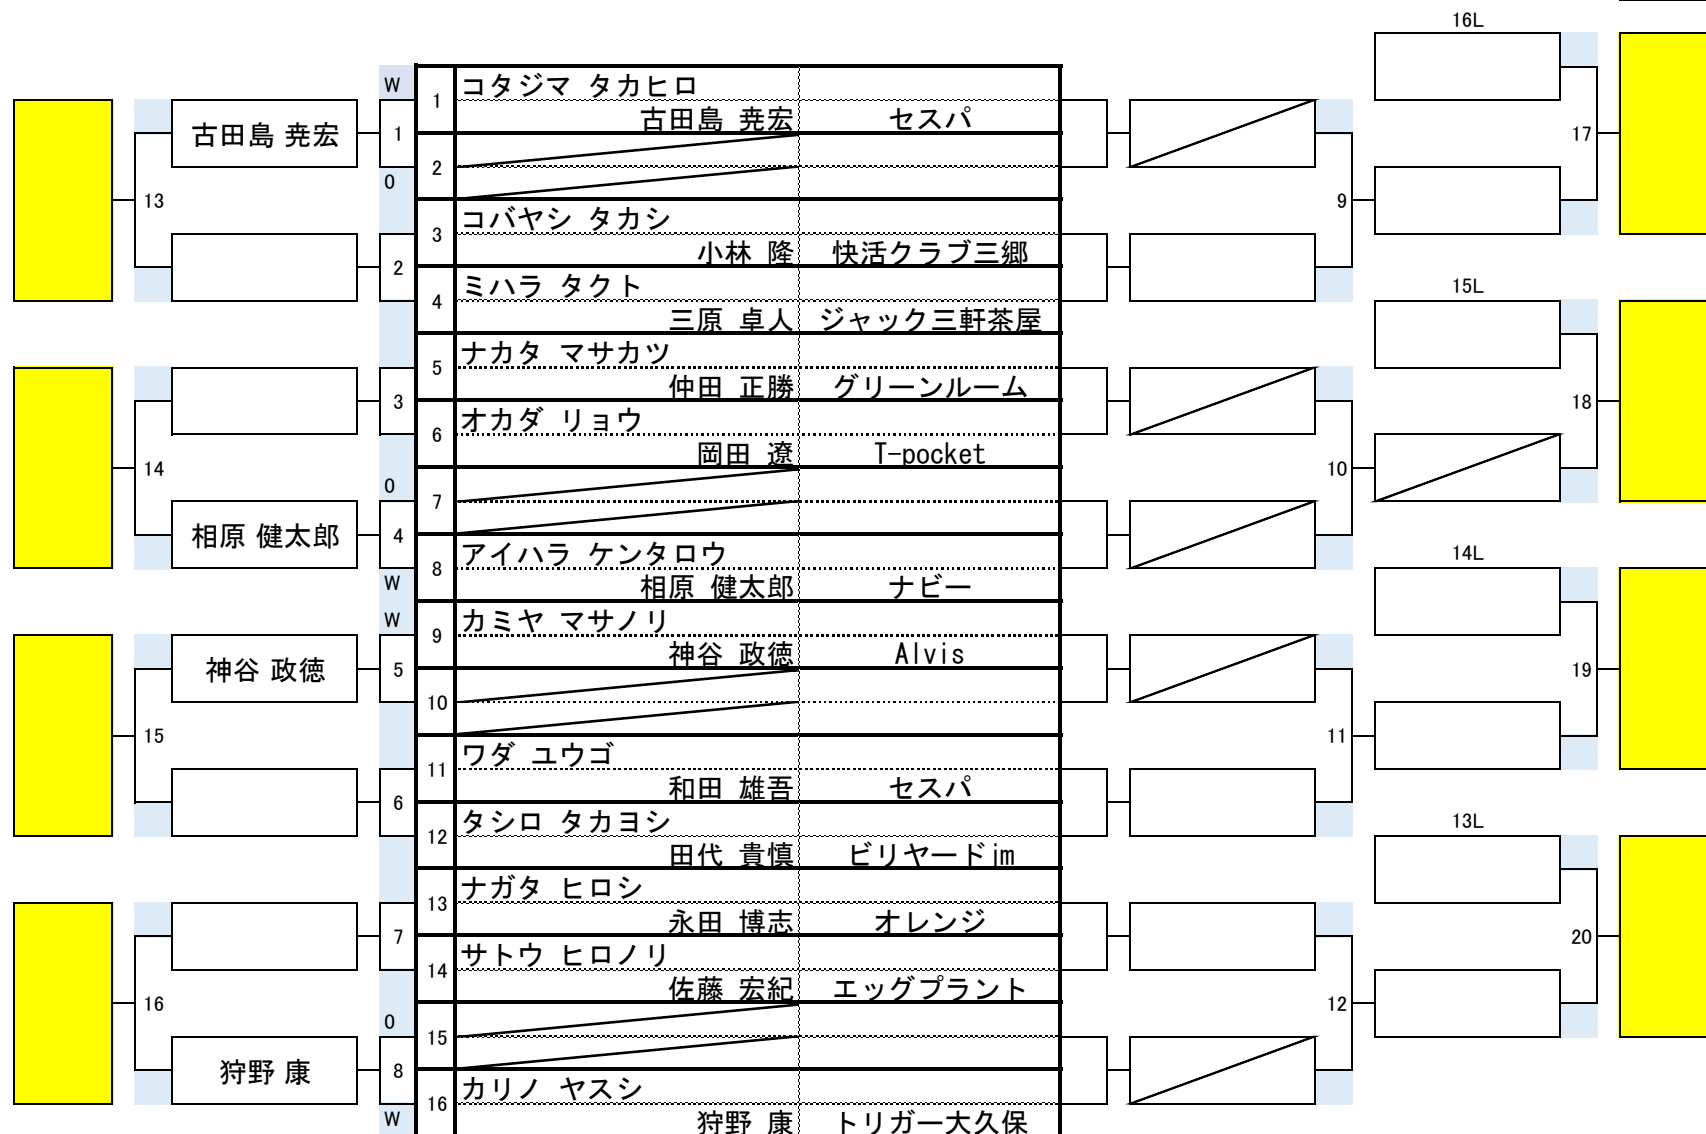 16L
W
1
コタジマ タカヒロ
古田島 尭宏
セスパ
古田島 尭宏
1
17
2
0
13
9
3
コバヤシ タカシ
小林 隆
快活クラブ三郷
2
4
ミハラ タクト
三原 卓人
ジャック三軒茶屋
15L
5
ナカタ マサカツ
仲田 正勝
グリーンルーム
3
18
6
オカダ リョウ
岡田 遼
T-pocket
14
10
0
7
相原 健太郎
4
8
アイハラ ケンタロウ
相原 健太郎
ナビー
14L
W
W
9
カミヤ マサノリ
神谷 政徳
Alvis
神谷 政徳
5
19
10
15
11
11
ワダ ユウゴ
和田 雄吾
セスパ
6
12
タシロ タカヨシ
田代 貴慎
ビリヤードjm
13L
13
ナガタ ヒロシ
永田 博志
オレンジ
7
20
14
サトウ ヒロノリ
佐藤 宏紀
エッグプラント
16
12
0
15
狩野 康
8
16
カリノ ヤスシ
狩野 康
トリガー大久保
W